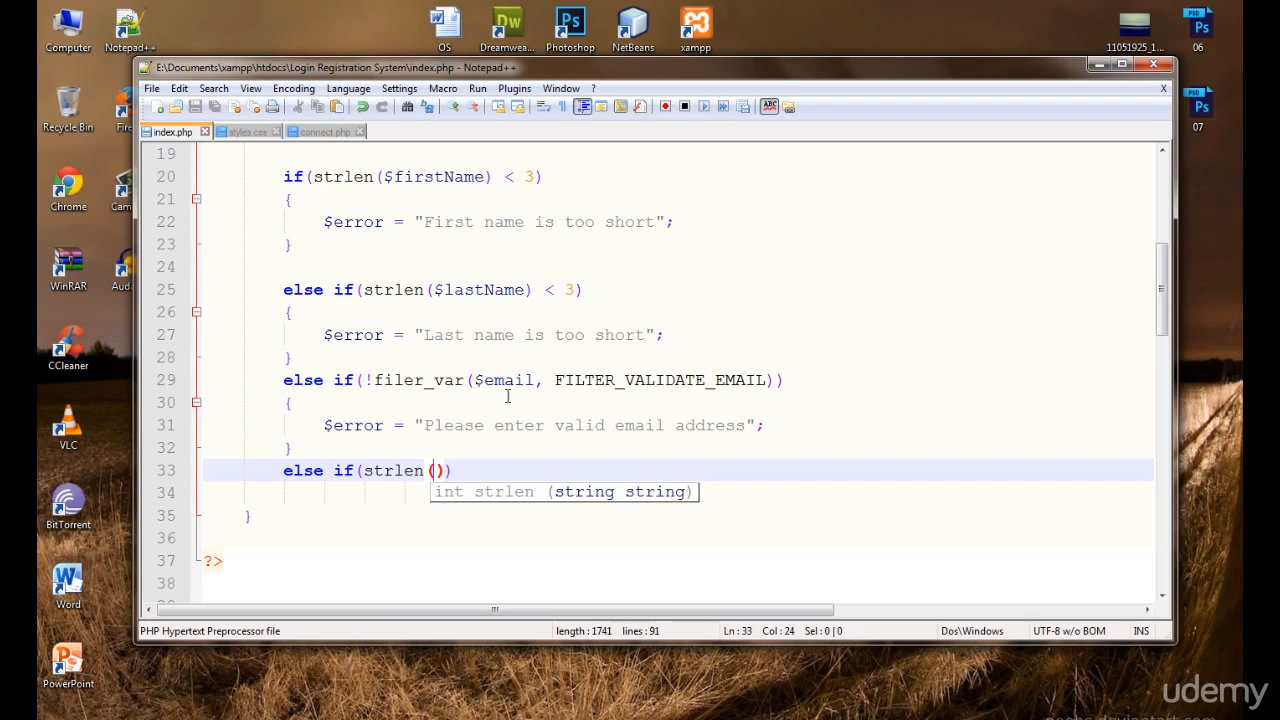 Computer
Notepad++
OS
Dreamwea...
Photoshop
NetBeans
xampp
11051925_1...
06
E:\Documents\xampp\htdocs\Login Registration System\index.php - Notepad++
File Edit Search View Encoding Language Settings Macro Run Plugins Window ? X
index.php styles.css connect.php
Recycle Bin
Fire
07
Chrome
Cam
WinRAR
Auda
CCleaner
VLC
BitTorrent
Word
PowerPoint
19
20 if(strlen($firstName) < 3)
21 {
22 $error = "First name is too short";
23 }
24
25 else if(strlen($lastName) < 3)
26 {
27 $error = "Last name is too short";
28 }
29 else if(!filer_var($email, FILTER_VALIDATE_EMAIL))
30 {
31 $error = "Please enter valid email address";
32 }
33 else if(strlen())
int strlen (string string)
34
35 }
36
37 ?>
38
PHP Hypertext Preprocessor file length : 1741 lines : 91 Ln : 33 Col : 24 Sel : 0 | 0 Dos\Windows UTF-8 w/o BOM INS
udemy